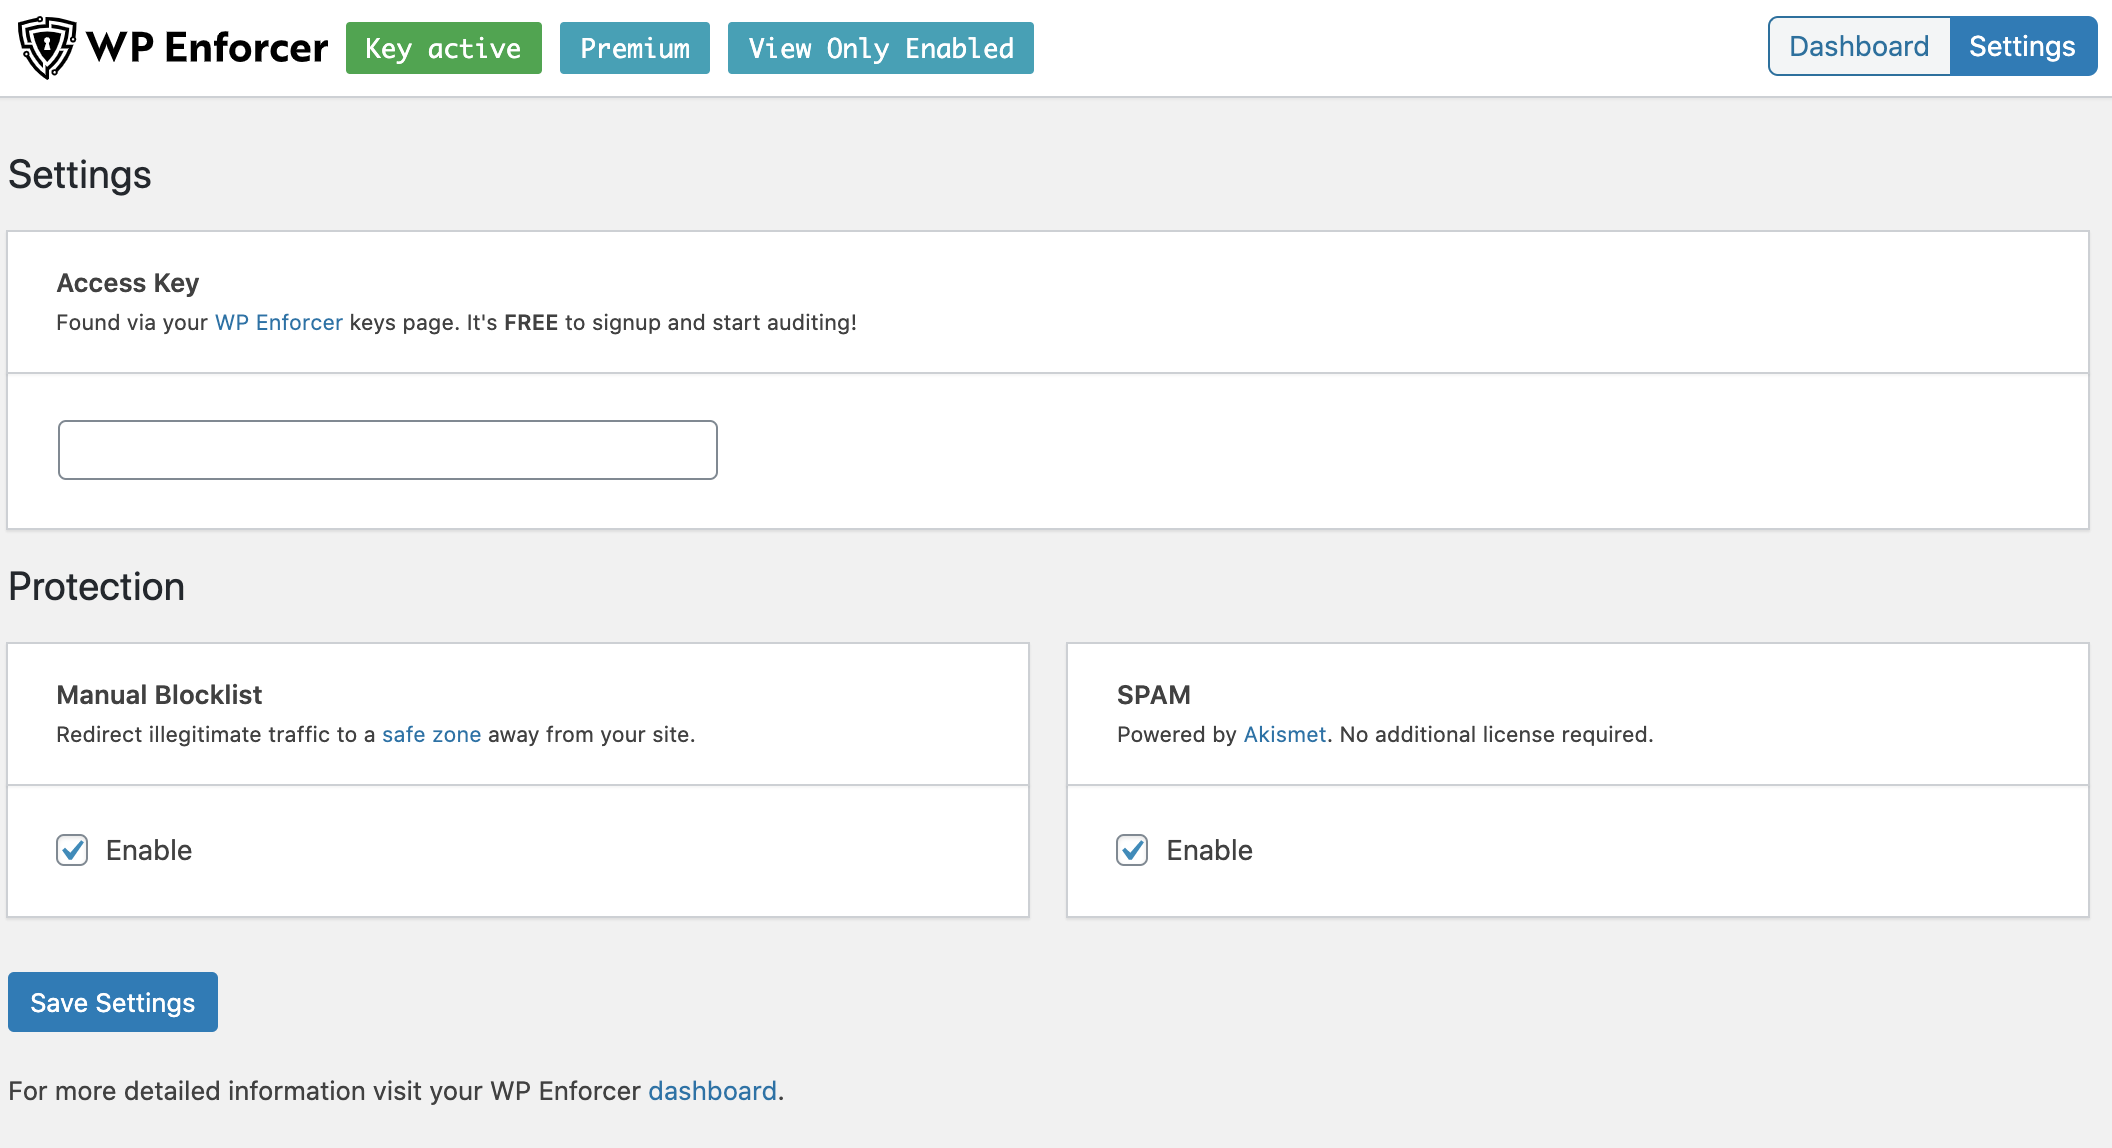 WP Enforcer Key active Premium View Only Enabled Dashboard Settings
Settings
Access Key
Found via your WP Enforcer keys page. It's FREE to signup and start auditing!
Protection
Manual Blocklist
Redirect illegitimate traffic to a safe zone away from your site.
Enable
SPAM
Powered by Akismet. No additional license required.
Enable
Save Settings
For more detailed information visit your WP Enforcer dashboard.